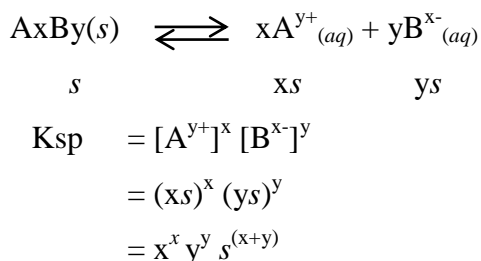 AxBy(s) ⇌ xA^y+ (aq) + yB^x- (aq)
s xs ys
Ksp = [A^y+]^x [B^x-]^y
= (xs)^x (ys)^y
= x^x y^y s^(x+y)